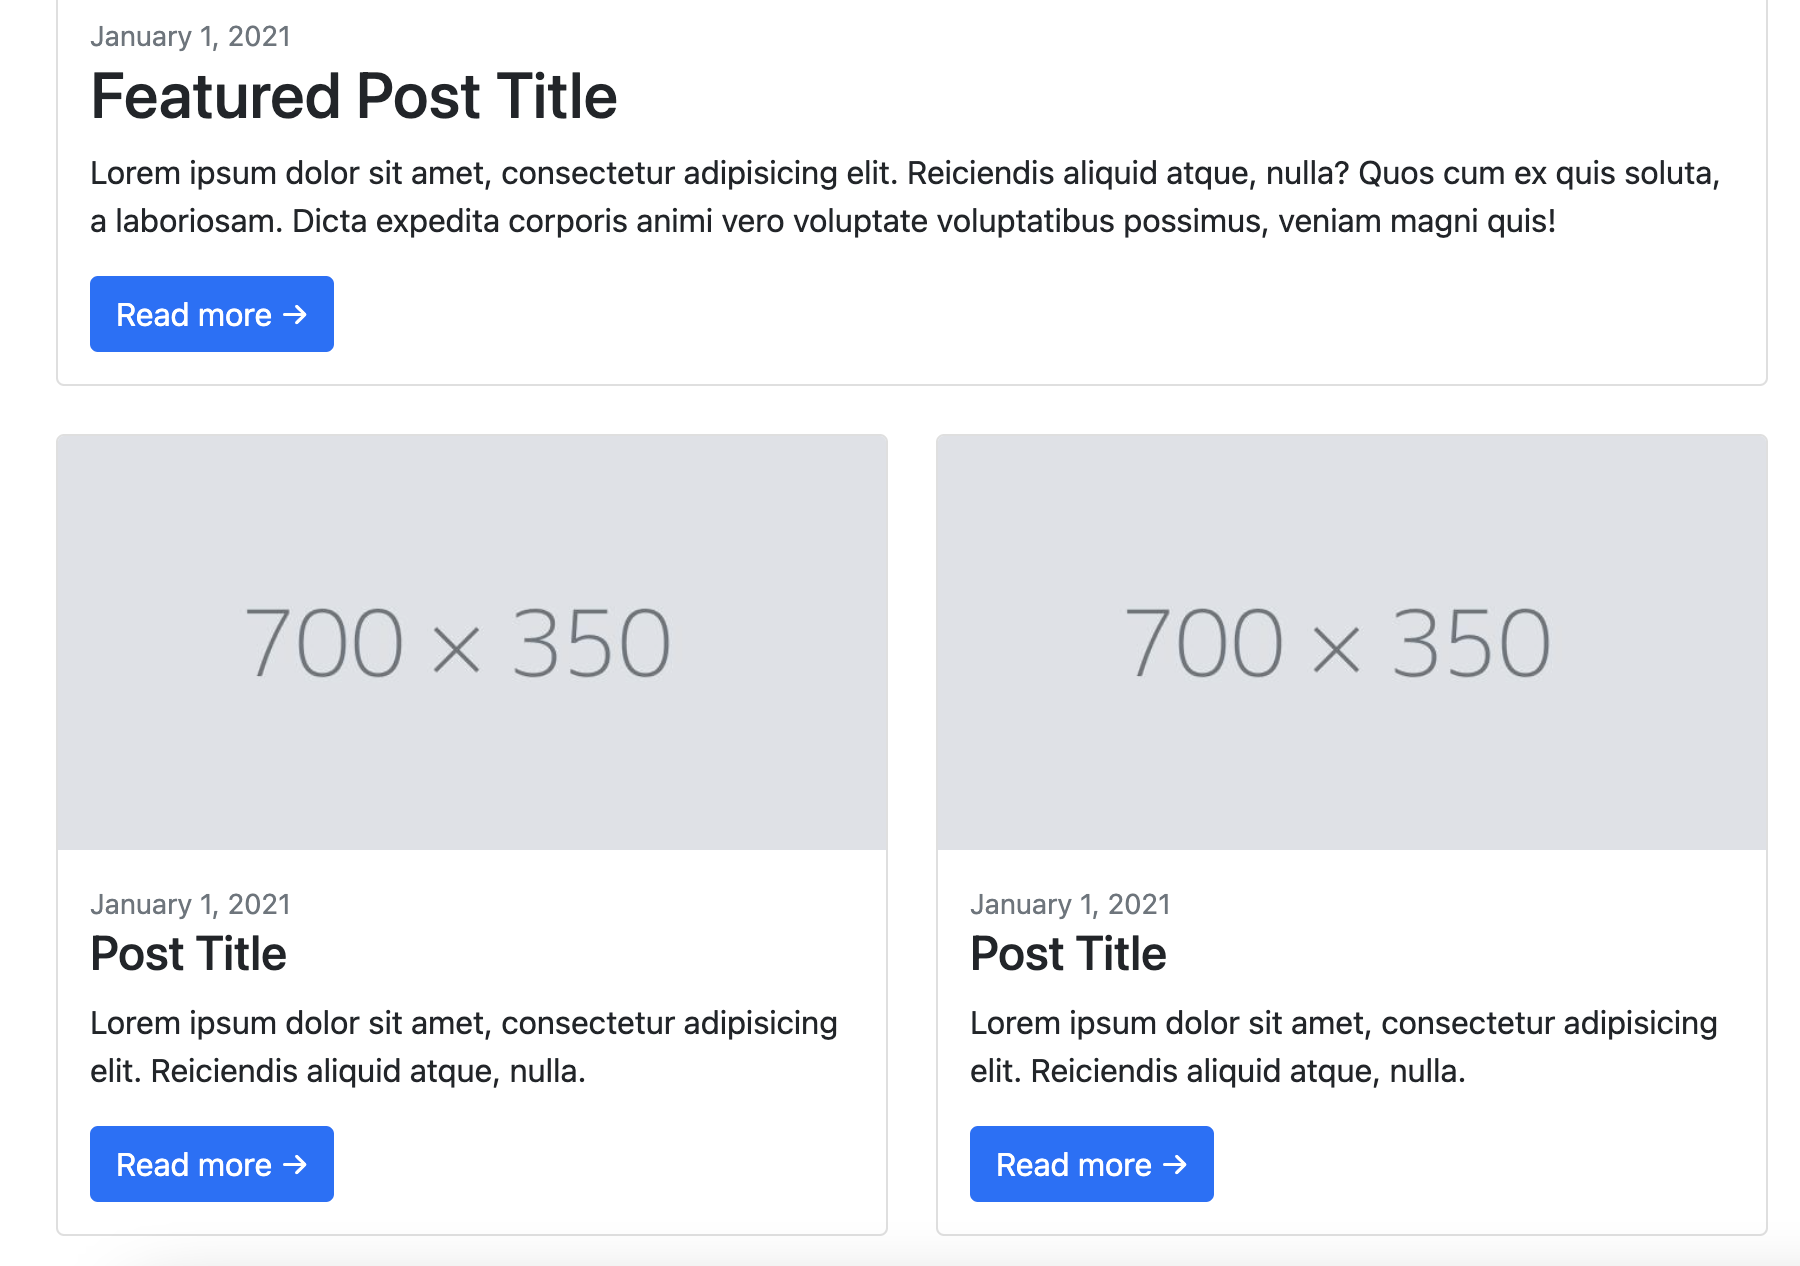 January 1, 2021
Featured Post Title
Lorem ipsum dolor sit amet, consectetur adipisicing elit. Reiciendis aliquid atque, nulla? Quos cum ex quis soluta,
a laboriosam. Dicta expedita corporis animi vero voluptate voluptatibus possimus, veniam magni quis!
Read more →
700 × 350
January 1, 2021
Post Title
Lorem ipsum dolor sit amet, consectetur adipisicing
elit. Reiciendis aliquid atque, nulla.
Read more →
700 × 350
January 1, 2021
Post Title
Lorem ipsum dolor sit amet, consectetur adipisicing
elit. Reiciendis aliquid atque, nulla.
Read more →